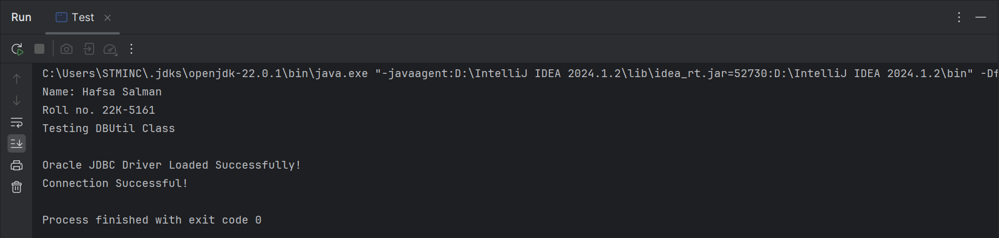 Run Test
C:\Users\STMINC\.jdks\openjdk-22.0.1\bin\java.exe "-javaagent:D:\IntelliJ IDEA 2024.1.2\lib\idea_rt.jar=52730:D:\IntelliJ IDEA 2024.1.2\bin" -Df
Name: Hafsa Salman
Roll no. 22K-5161
Testing DBUtil Class
Oracle JDBC Driver Loaded Successfully!
Connection Successful!
Process finished with exit code 0